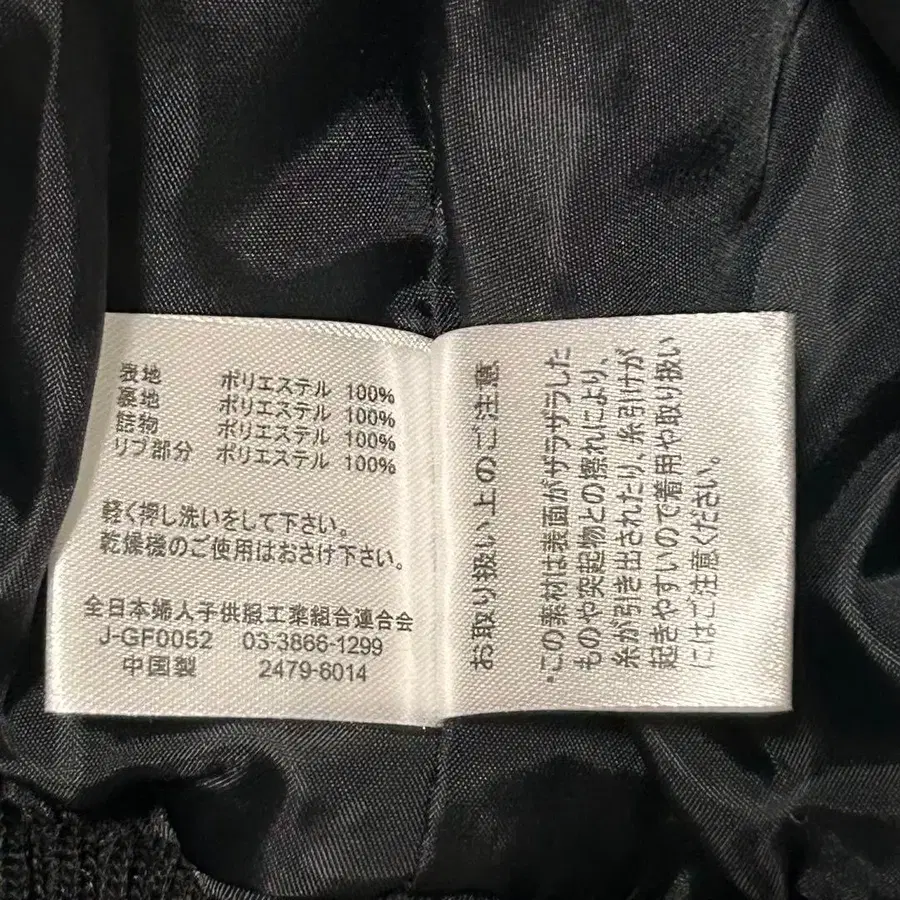 表地 ポリエステル 100%
裏地 ポリエステル 100%
詰物 ポリエステル 100%
リブ部分 ポリエステル 100%
軽く押し洗いをして下さい。
乾燥機のご使用はおさけ下さい。
全日本婦人子供服工業組合連合会
J-GF0052 03-3866-1299
中国製 2479-6014
お取り扱い上のご注意
*この素材は表面がザラザラした
ものや突起物との擦れにより、
糸が引き出されたり、糸引けが
起きやすいので着用や取り扱い
にはご注意ください。